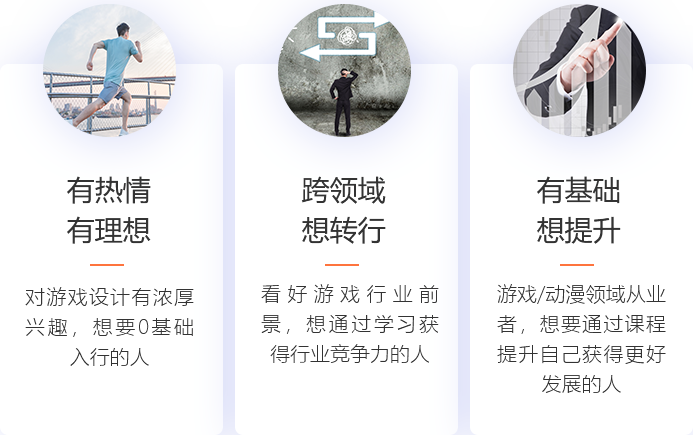 有热情
有理想
对游戏设计有浓厚
兴趣，想要0基础
入行的人
跨领域
想转行
看好游戏行业前
景，想通过学习获
得行业竞争力的人
有基础
想提升
游戏/动漫领域从业
者，想要通过课程
提升自己获得更好
发展的人